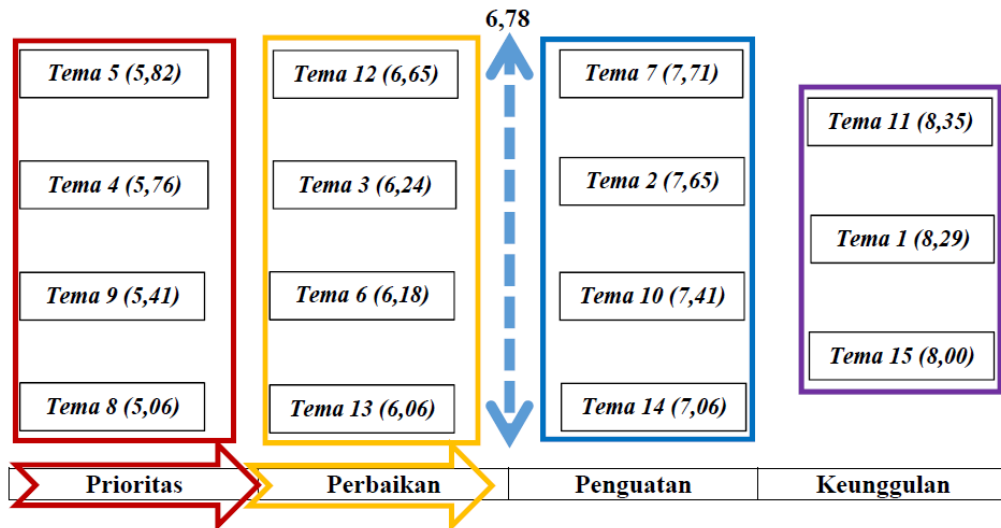 6,78
Tema 5 (5,82)
Tema 4 (5,76)
Tema 9 (5,41)
Tema 8 (5,06)
Tema 12 (6,65)
Tema 3 (6,24)
Tema 6 (6,18)
Tema 13 (6,06)
Tema 7 (7,71)
Tema 2 (7,65)
Tema 10 (7,41)
Tema 14 (7,06)
Tema 11 (8,35)
Tema 1 (8,29)
Tema 15 (8,00)
Prioritas
Perbaikan
Penguatan
Keunggulan